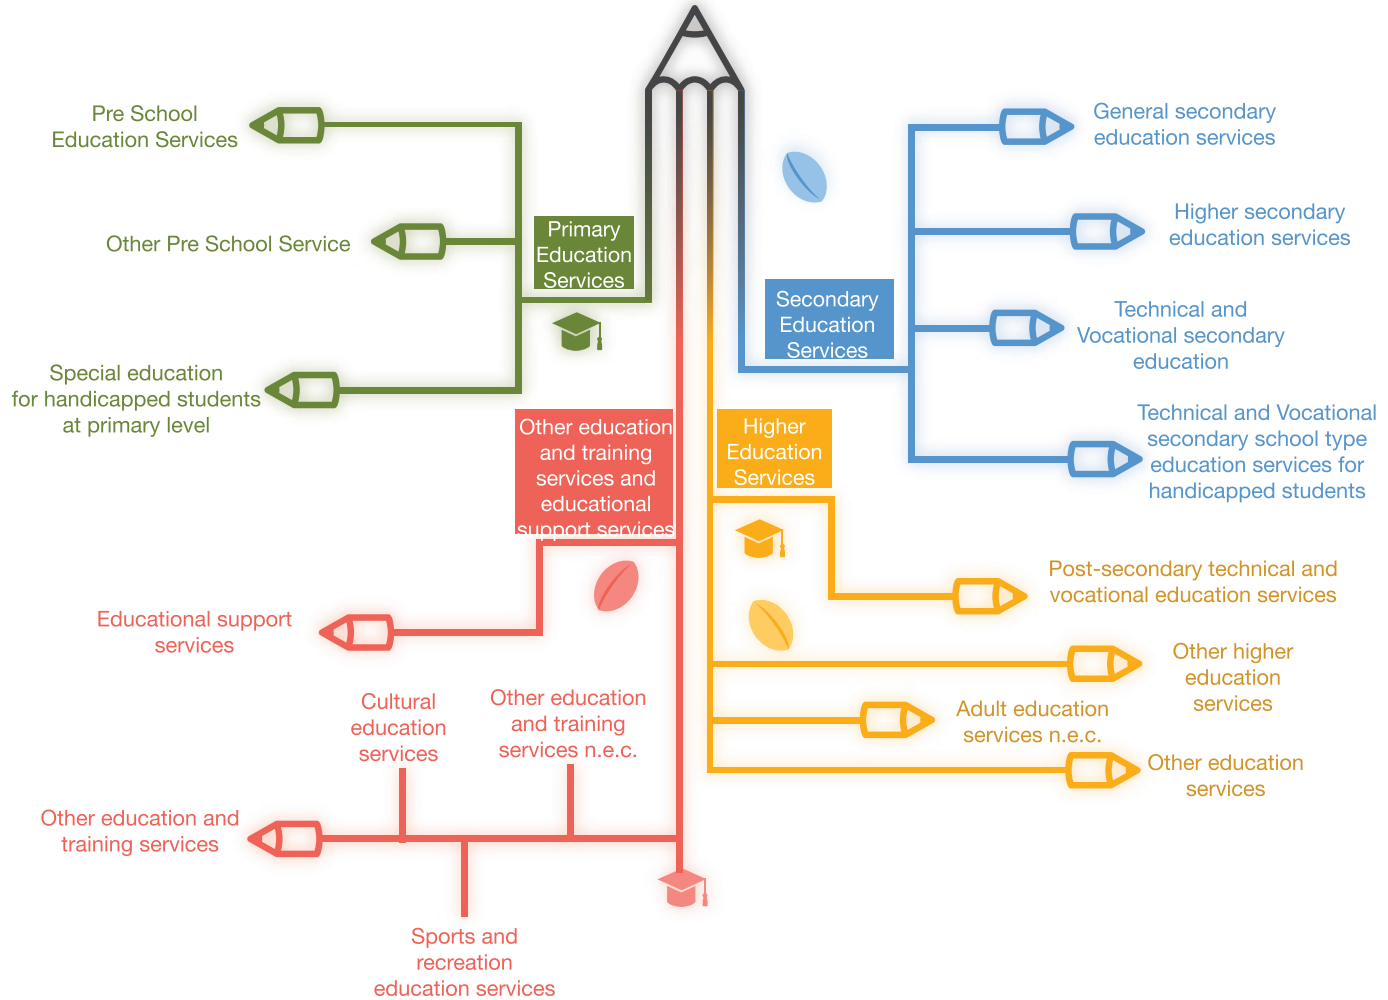 Pre School
Education Services
Other Pre School Service
Special education
for handicapped students
at primary level
Primary
Education
Services
General secondary
education services
Higher secondary
education services
Technical and
Vocational secondary
education
Technical and Vocational
secondary school type
education services for
handicapped students
Secondary
Education
Services
Other education
and training
services and
educational
support services
Higher
Education
Services
Post-secondary technical and
vocational education services
Other higher
education
services
Adult education
services n.e.c.
Other education
services
Educational support
services
Cultural
education
services
Other education
and training
services n.e.c.
Other education and
training services
Sports and
recreation
education services